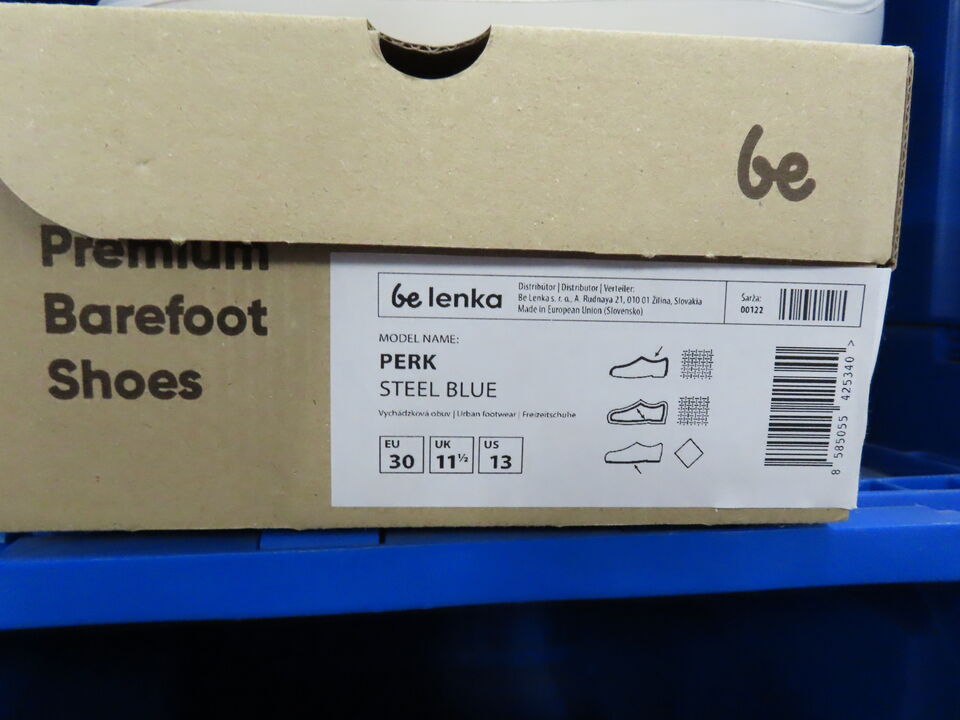 be
Premium
Barefoot
Shoes
be lenka
Distribútor | Distributor | Verteiler:
Be Lenka s. r. o., A. Rudnaya 21, 010 01 Žilina, Slovakia
Made in European Union (Slovensko)
Šarža:
00122
MODEL NAME:
PERK
STEEL BLUE
Vychádzková obuv | Urban footwear | Freizeitschuhe
EU 30
UK 11½
US 13
8 585055 425340 >